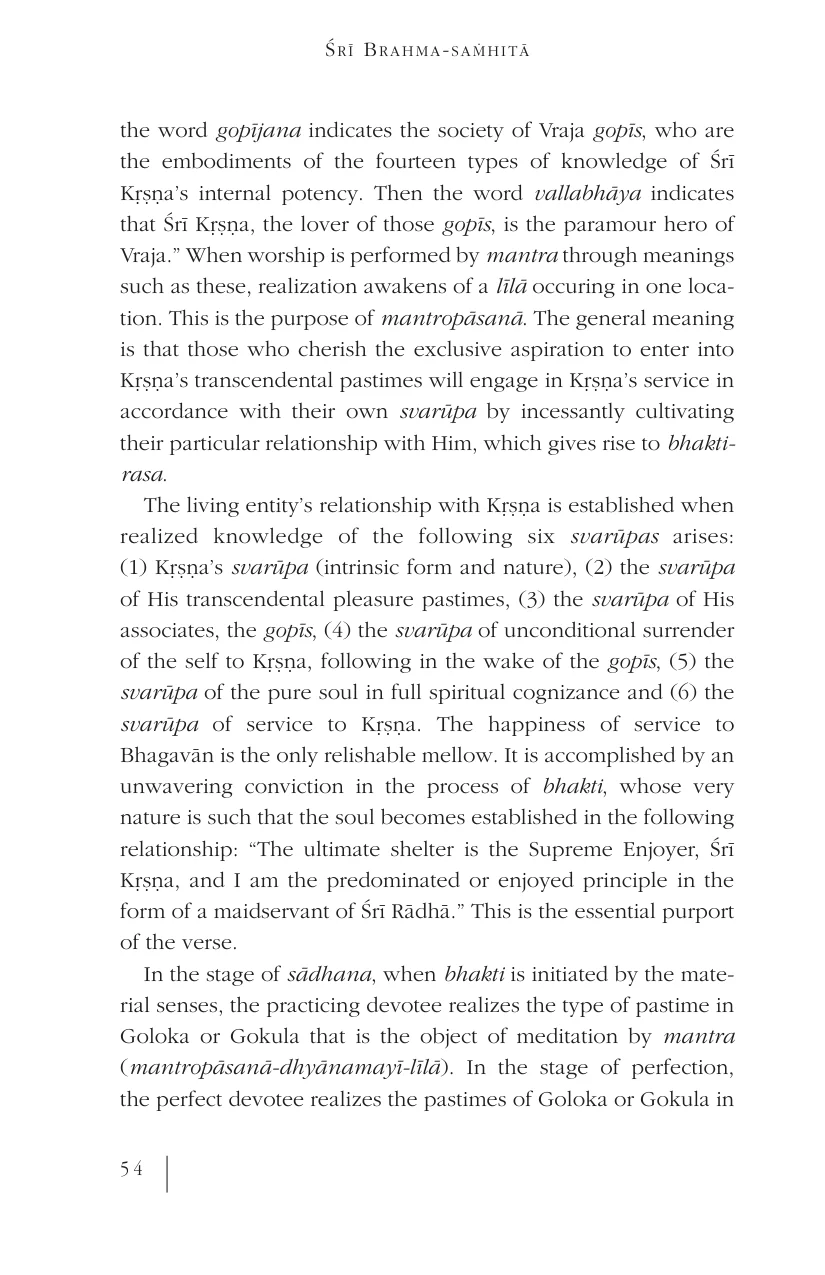 ŚRĪ BRAHMA-SAṀHITĀ
the word gopījana indicates the society of Vraja gopīs, who are
the embodiments of the fourteen types of knowledge of Śrī
Kṛṣṇa’s internal potency. Then the word vallabhāya indicates
that Śrī Kṛṣṇa, the lover of those gopīs, is the paramour hero of
Vraja.” When worship is performed by mantra through meanings
such as these, realization awakens of a līlā occuring in one loca-
tion. This is the purpose of mantropāsanā. The general meaning
is that those who cherish the exclusive aspiration to enter into
Kṛṣṇa’s transcendental pastimes will engage in Kṛṣṇa’s service in
accordance with their own svarūpa by incessantly cultivating
their particular relationship with Him, which gives rise to bhakti-
rasa.
The living entity’s relationship with Kṛṣṇa is established when
realized knowledge of the following six svarūpas arises:
(1) Kṛṣṇa’s svarūpa (intrinsic form and nature), (2) the svarūpa
of His transcendental pleasure pastimes, (3) the svarūpa of His
associates, the gopīs, (4) the svarūpa of unconditional surrender
of the self to Kṛṣṇa, following in the wake of the gopīs, (5) the
svarūpa of the pure soul in full spiritual cognizance and (6) the
svarūpa of service to Kṛṣṇa. The happiness of service to
Bhagavān is the only relishable mellow. It is accomplished by an
unwavering conviction in the process of bhakti, whose very
nature is such that the soul becomes established in the following
relationship: “The ultimate shelter is the Supreme Enjoyer, Śrī
Kṛṣṇa, and I am the predominated or enjoyed principle in the
form of a maidservant of Śrī Rādhā.” This is the essential purport
of the verse.
In the stage of sādhana, when bhakti is initiated by the mate-
rial senses, the practicing devotee realizes the type of pastime in
Goloka or Gokula that is the object of meditation by mantra
(mantropāsanā-dhyānamayī-līlā). In the stage of perfection,
the perfect devotee realizes the pastimes of Goloka or Gokula in
54